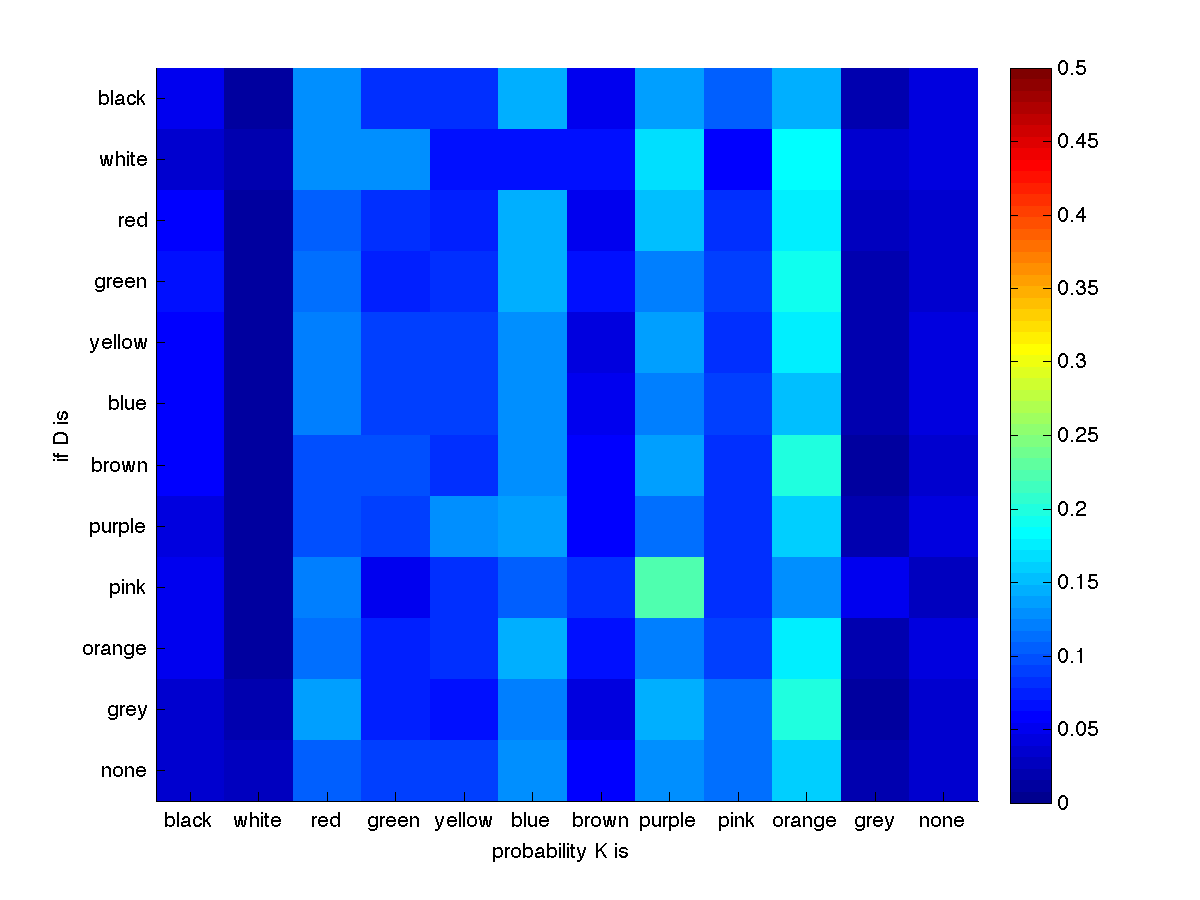 black
white
red
green
yellow
blue
brown
purple
pink
orange
grey
none
if D is
black white red green yellow blue brown purple pink orange grey none
probability K is
0.5
0.45
0.4
0.35
0.3
0.25
0.2
0.15
0.1
0.05
0